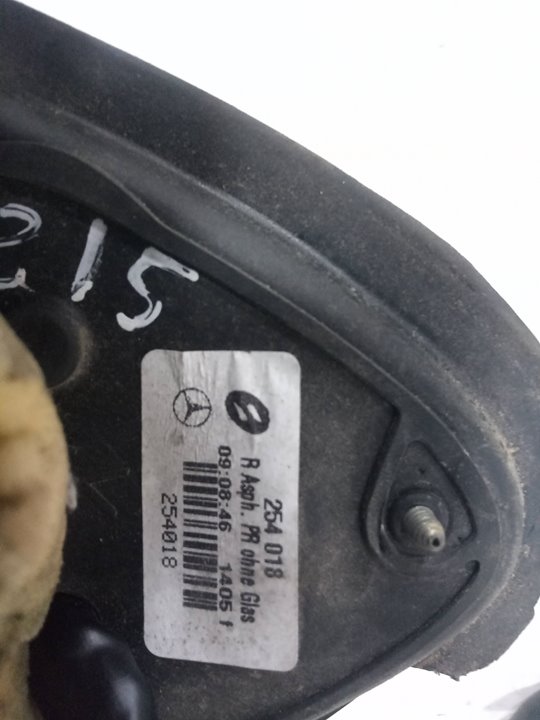 215
254 018
R Asph. PR ohne Glas
09:08:46 1405 f
254018